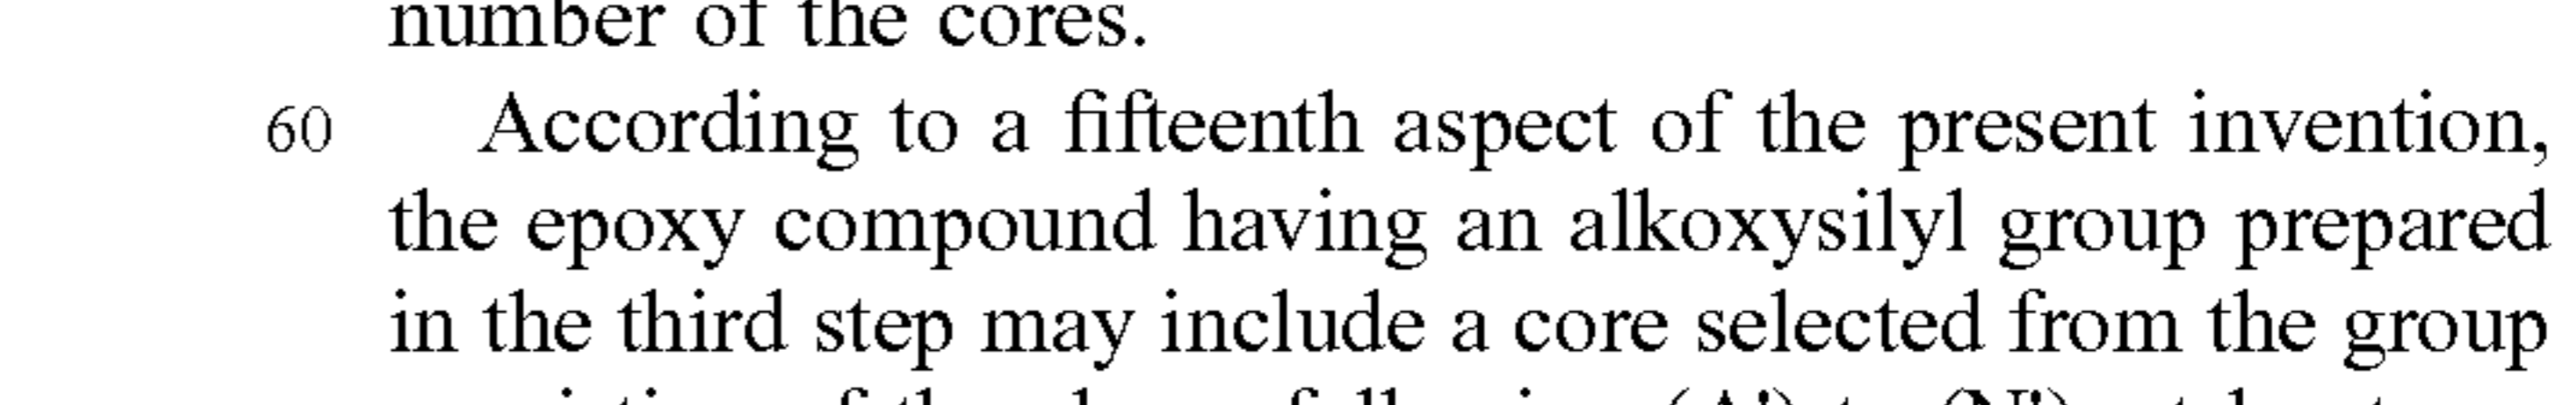 number of the cores.
60 According to a fifteenth aspect of the present invention,
the epoxy compound having an alkoxysilyl group prepared
in the third step may include a core selected from the group